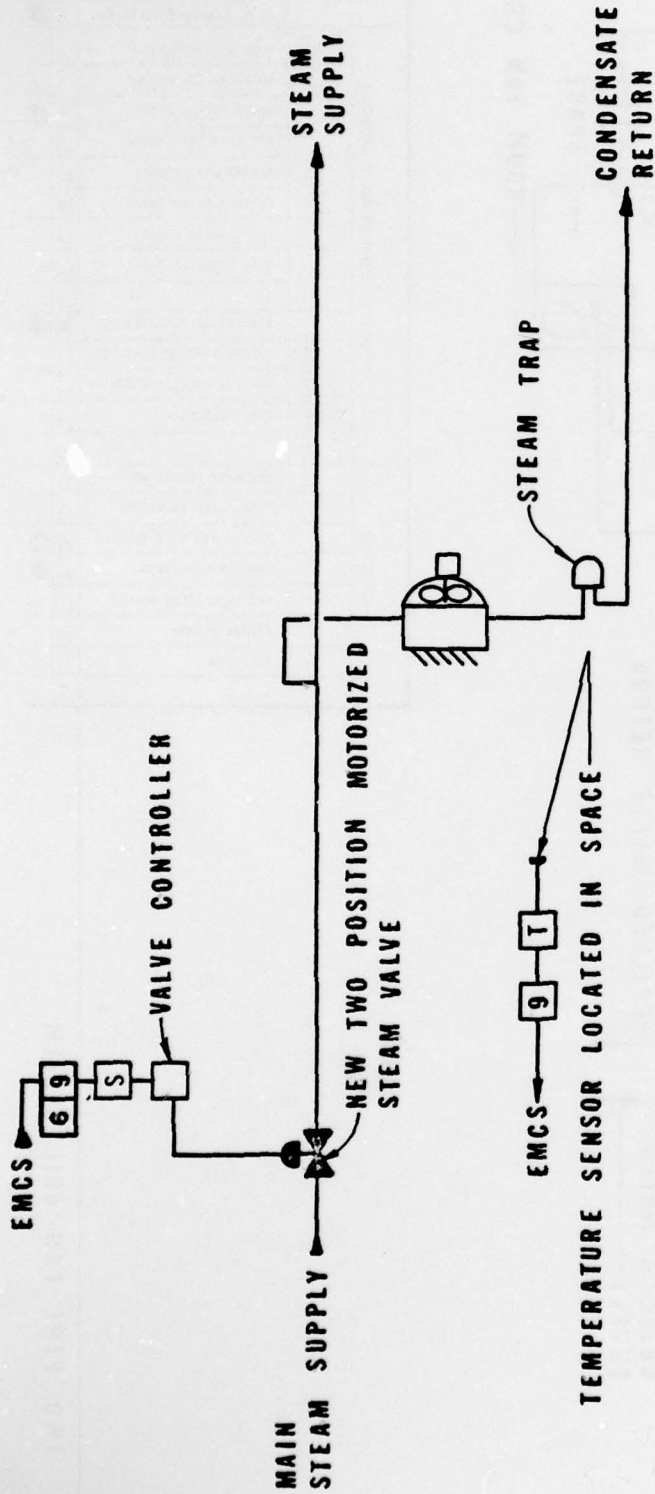 EMCS
6 9
S
VALVE CONTROLLER
MAIN
STEAM SUPPLY
NEW TWO POSITION MOTORIZED
STEAM VALVE
STEAM
SUPPLY
EMCS
9
T
TEMPERATURE SENSOR LOCATED IN SPACE
STEAM TRAP
CONDENSATE
RETURN